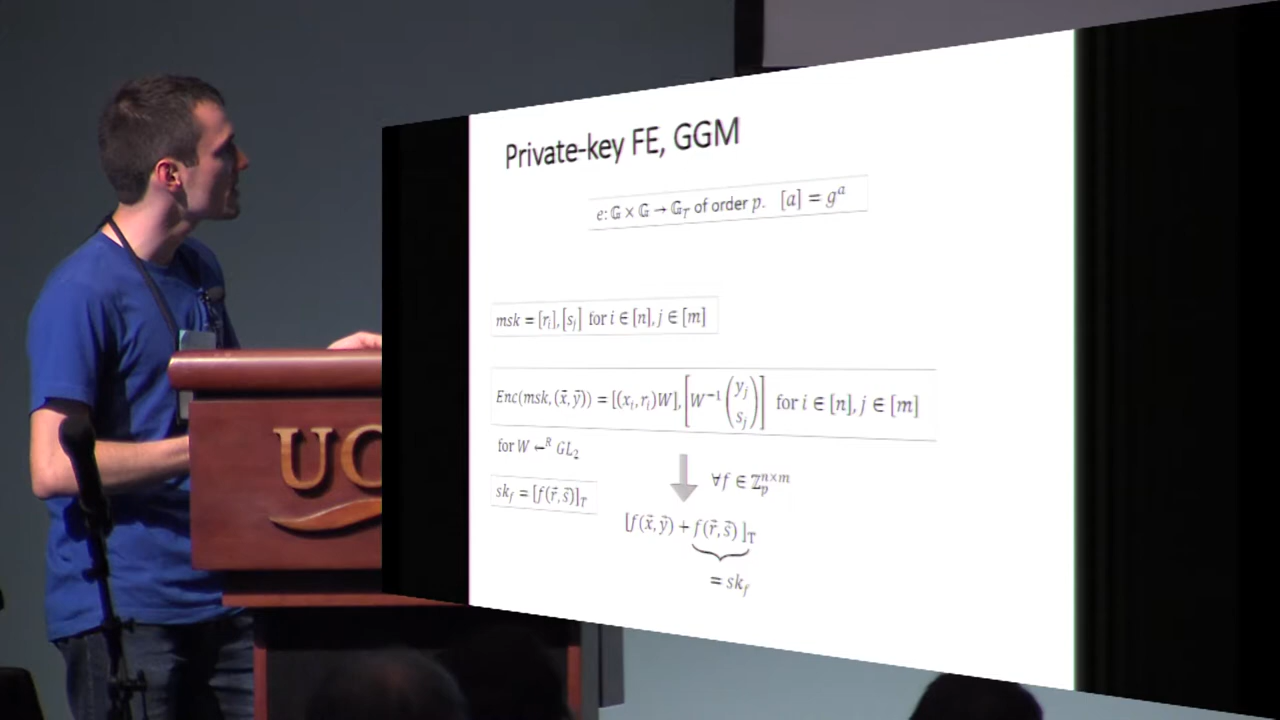 Private-key FE, GGM
e: 𝔾 × 𝔾 → 𝔾_T of order p. [a] = g^a
msk = [r_i], [s_j] for i ∈ [n], j ∈ [m]
Enc(msk, (x⃗, y⃗)) = [(x_i, r_i)W], [W^{-1} (y_j s_j)] for i ∈ [n], j ∈ [m]
for W ←^R GL_2
∀f ∈ ℤ_p^{n×m}
sk_f = [f(r⃗, s⃗)]_T
[f(x⃗, y⃗) + f(r⃗, s⃗) ]_T
= sk_f
UC